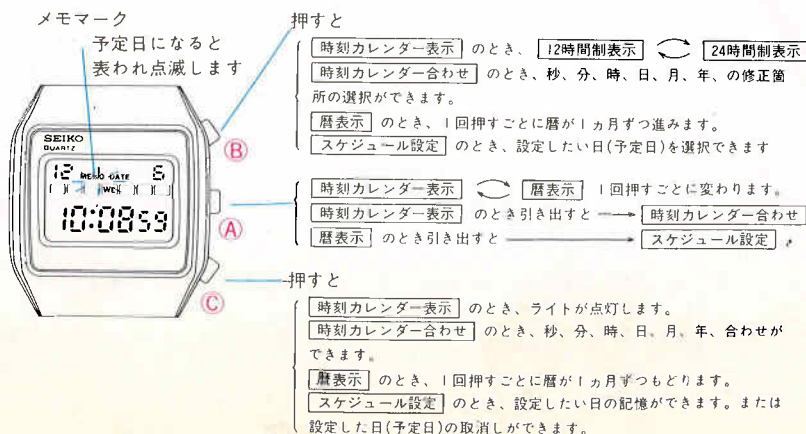 メモマーク
予定日になると
表われ点滅します
SEIKO
QUARTZ
12 MEMO DATE 6
WED
10:08 59
Ⓑ
Ⓐ
Ⓒ
押すと
時刻カレンダー表示 のとき、 12時間制表示 24時間制表示
時刻カレンダー合わせ のとき、秒、分、時、日、月、年、の修正箇
所の選択ができます。
暦表示 のとき、1回押すごとに暦が1ヵ月ずつ進みます。
スケジュール設定 のとき、設定したい日(予定日)を選択できます
時刻カレンダー表示 暦表示 1回押すごとに変わります。
時刻カレンダー表示 のとき引き出すと → 時刻カレンダー合わせ
暦表示 のとき引き出すと → スケジュール設定 。
押すと
時刻カレンダー表示 のとき、ライトが点灯します。
時刻カレンダー合わせ のとき、秒、分、時、日、月、年、合わせが
できます。
暦表示 のとき、1回押すごとに暦が1ヵ月ずつもどります。
スケジュール設定 のとき、設定したい日の記憶ができます。または
設定した日(予定日)の取消しができます。